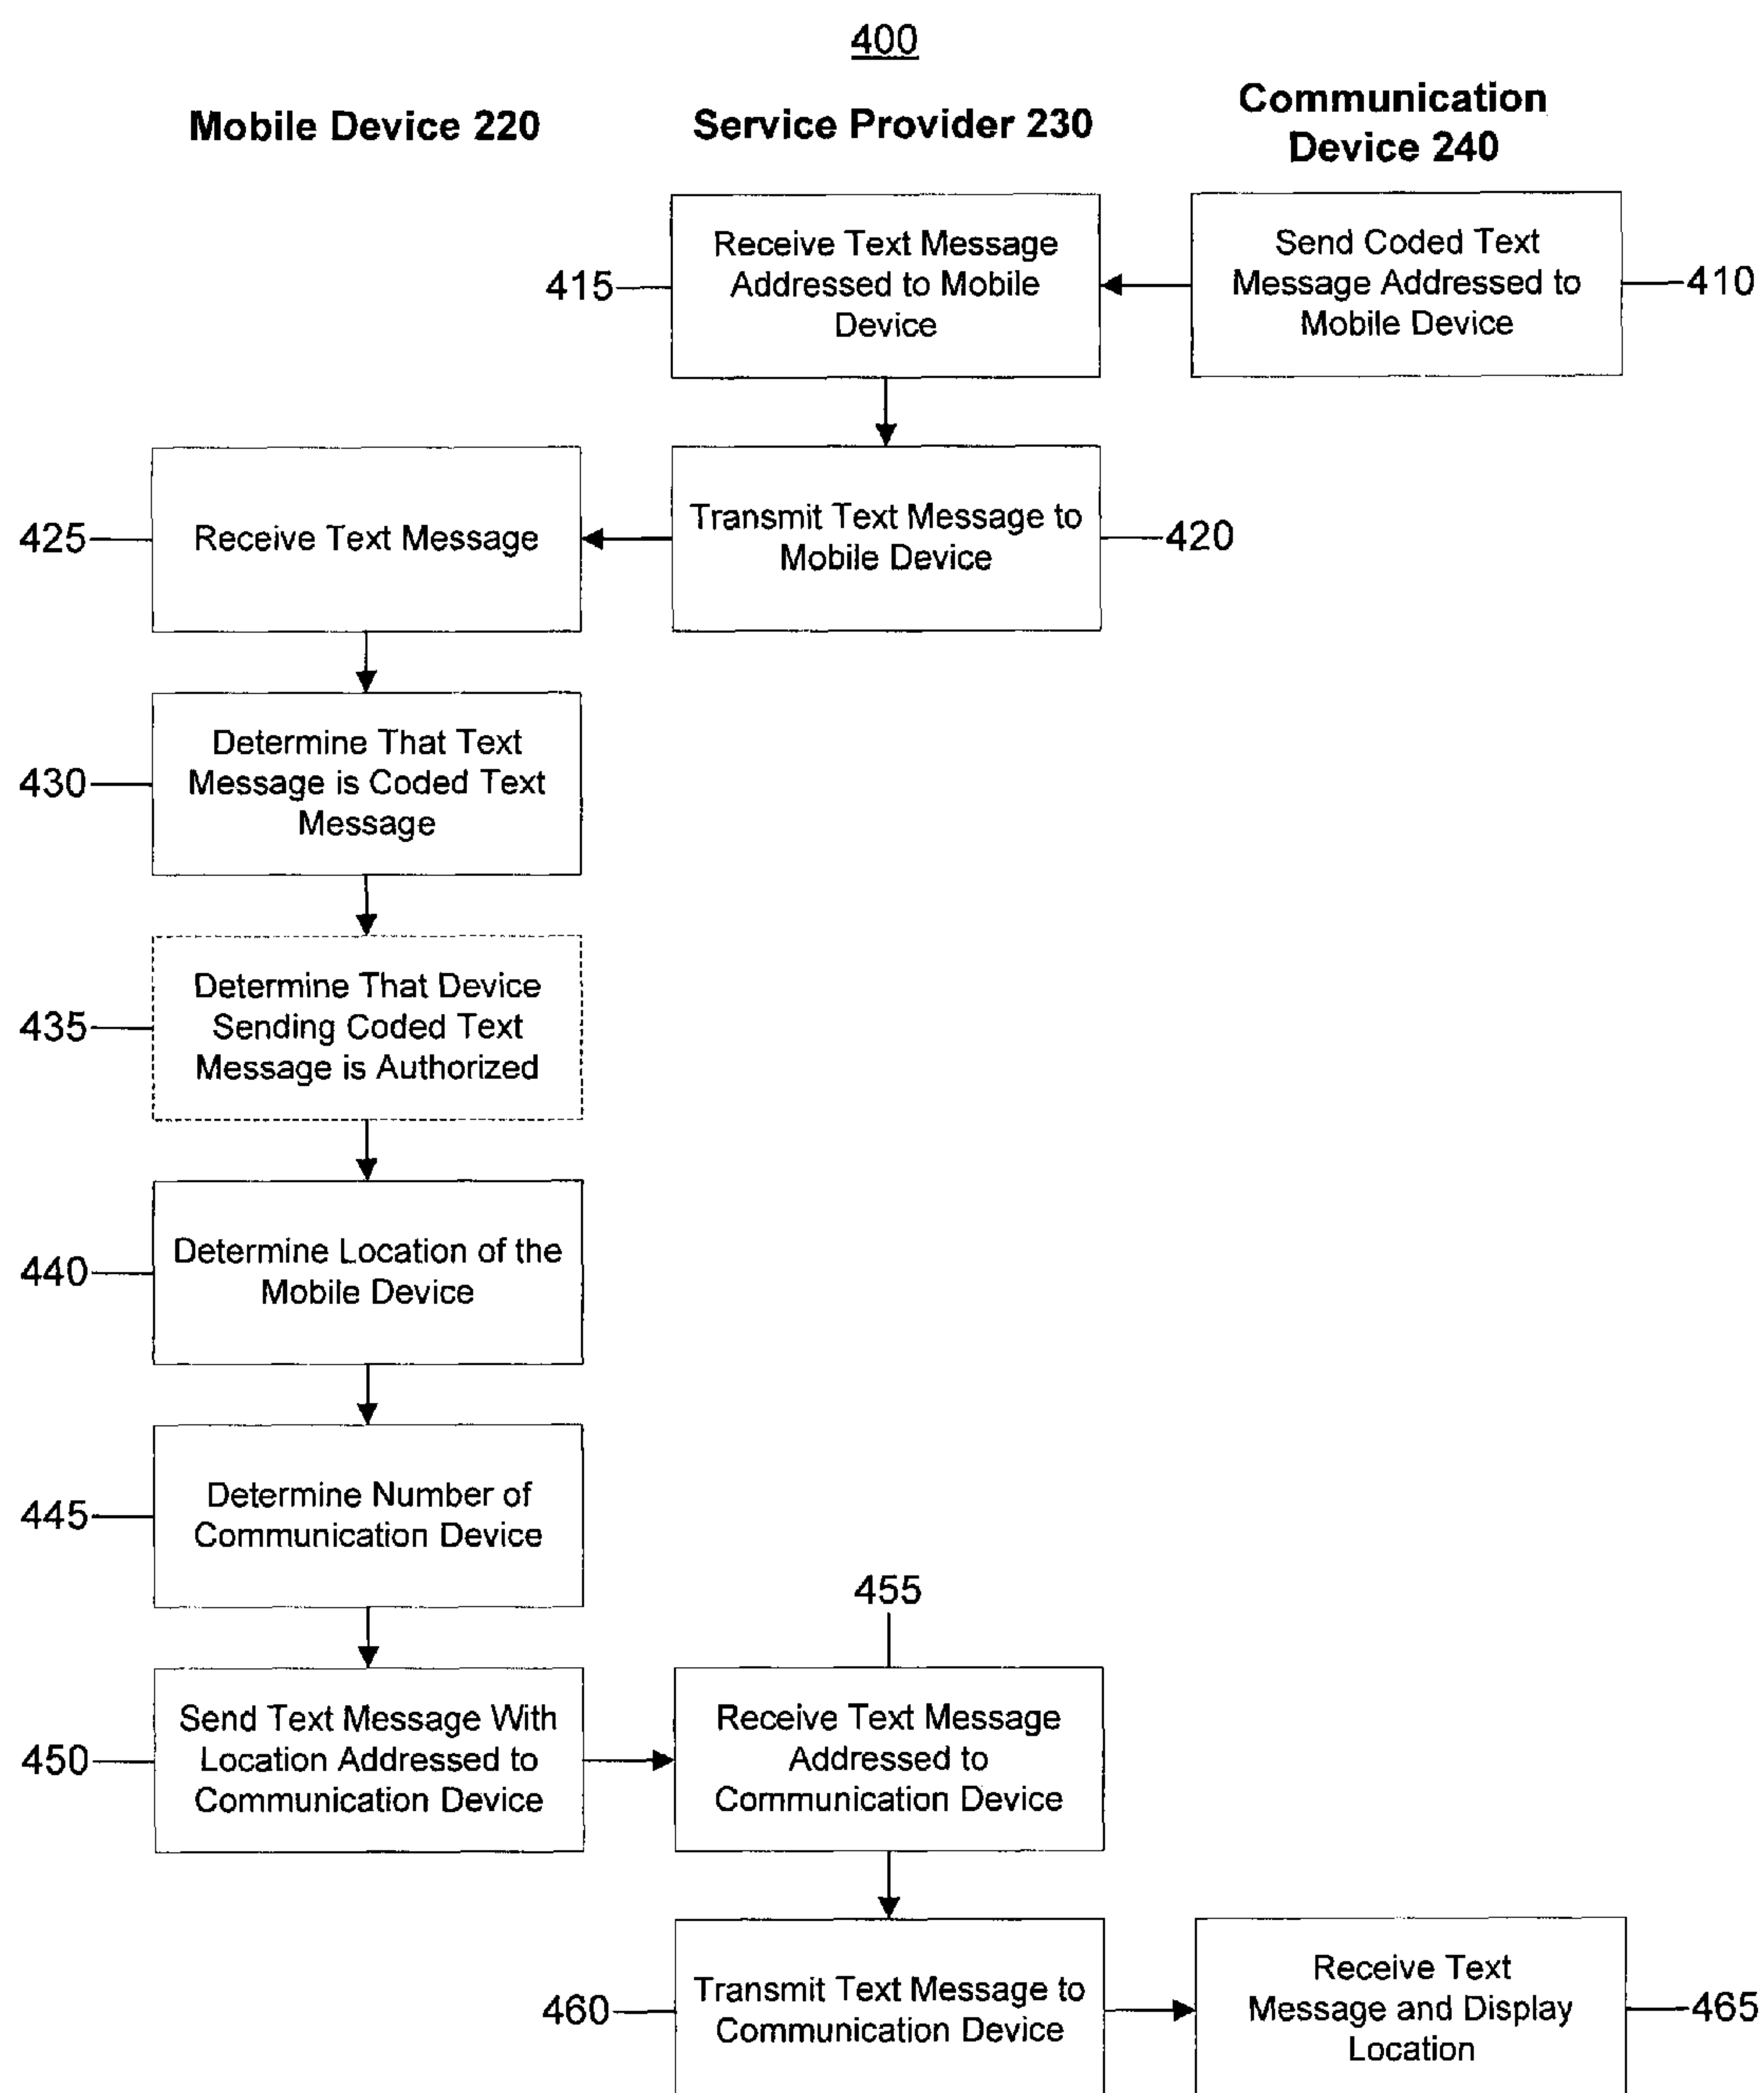 400
Mobile Device 220
Service Provider 230
Communication
Device 240
Receive Text Message
Addressed to Mobile
Device
415
Send Coded Text
Message Addressed to
Mobile Device
410
425
Receive Text Message
Transmit Text Message to
Mobile Device
420
430
Determine That Text
Message is Coded Text
Message
435
Determine That Device
Sending Coded Text
Message is Authorized
440
Determine Location of the
Mobile Device
445
Determine Number of
Communication Device
450
Send Text Message With
Location Addressed to
Communication Device
455
Receive Text Message
Addressed to
Communication Device
460
Transmit Text Message to
Communication Device
Receive Text
Message and Display
Location
465